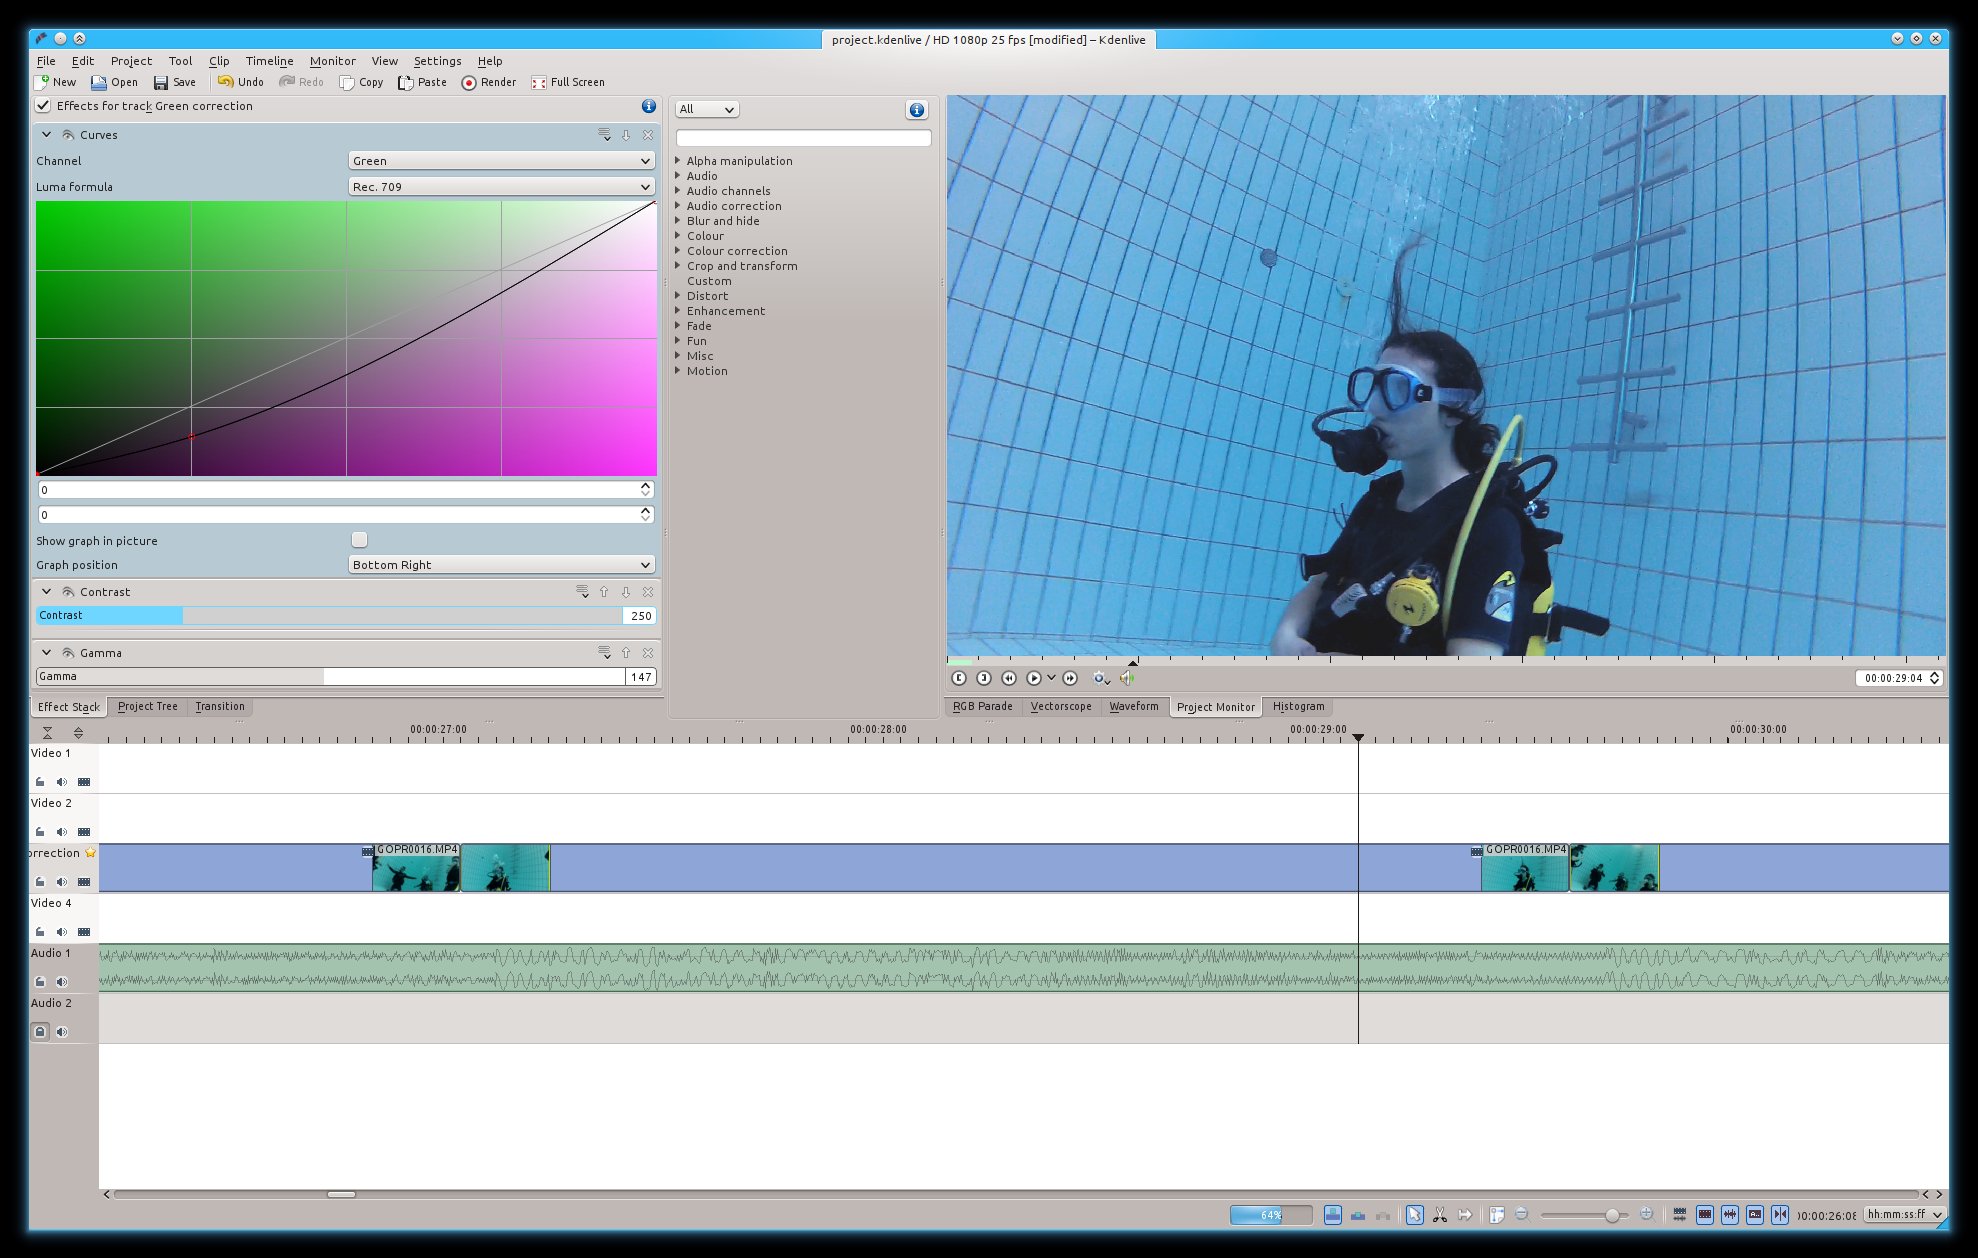 project.kdenlive / HD 1080p 25 fps [modified] – Kdenlive
File Edit Project Tool Clip Timeline Monitor View Settings Help
New Open Save Undo Redo Copy Paste Render Full Screen
Effects for track Green correction
Curves
Channel Green
Luma formula Rec. 709
0
0
Show graph in picture
Graph position Bottom Right
Contrast
Contrast 250
Gamma
Gamma 147
Effect Stack Project Tree Transition
All
Alpha manipulation
Audio
Audio channels
Audio correction
Blur and hide
Colour
Colour correction
Crop and transform
Custom
Distort
Enhancement
Fade
Fun
Misc
Motion
00:00:29:04
RGB Parade Vectorscope Waveform Project Monitor Histogram
00:00:27:00 00:00:28:00 00:00:29:00 00:00:30:00
Video 1
Video 2
orrection GOPR0016.MP4 GOPR0016.MP4
Video 4
Audio 1
Audio 2
64% 00:00:26:08 hh:mm:ss:ff